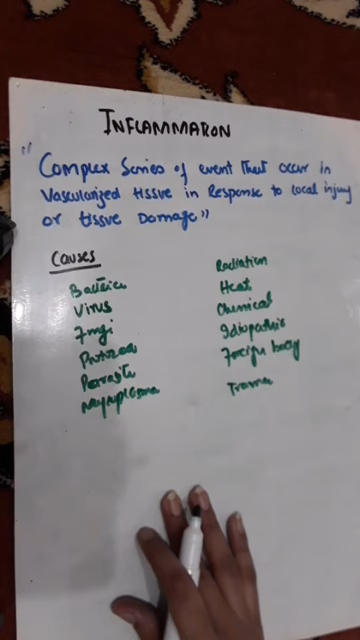 INFLAMMATION
"Complex Series of event that occur in
Vascularized tissue in Response to local injury
or tissue Damage"
Causes
Bacteria
Virus
Fungi
Protozoa
Parasite
Mycoplasma
Radiation
Heat
Chemical
Idiopathic
Foreign body
Trauma